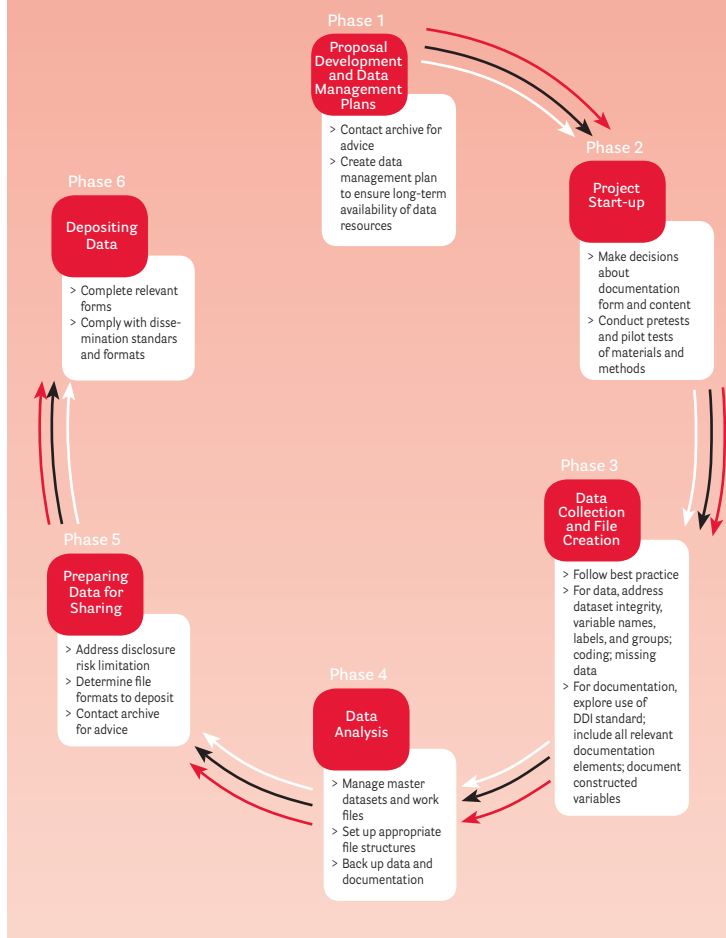 Phase 1
Proposal
Development
and Data
Management
Plans
> Contact archive for
advice
> Create data
management plan
to ensure long-term
availability of data
resources
Phase 2
Project
Start-up
> Make decisions
about
documentation
form and content
> Conduct pretests
and pilot tests
of materials and
methods
Phase 3
Data
Collection
and File
Creation
> Follow best practice
> For data, address
dataset integrity,
variable names,
labels, and groups;
coding; missing
data
> For documentation,
explore use of
DDI standard;
include all relevant
documentation
elements; document
constructed
variables
Phase 4
Data
Analysis
> Manage master
datasets and work
files
> Set up appropriate
file structures
> Back up data and
documentation
Phase 5
Preparing
Data for
Sharing
> Address disclosure
risk limitation
> Determine file
formats to deposit
> Contact archive
for advice
Phase 6
Depositing
Data
> Complete relevant
forms
> Comply with disse-
mination standars
and formats